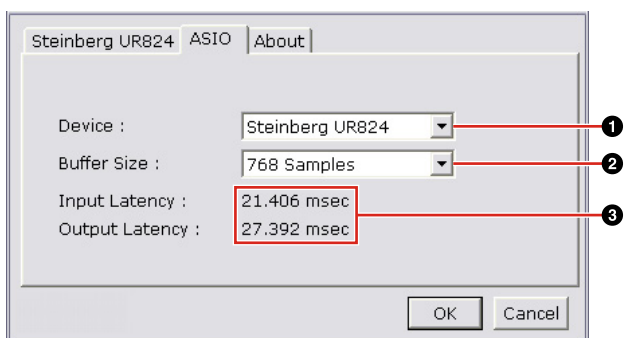 Steinberg UR824 ASIO About
Device : Steinberg UR824 1
Buffer Size : 768 Samples 2
Input Latency : 21.406 msec
Output Latency : 27.392 msec 3
OK Cancel